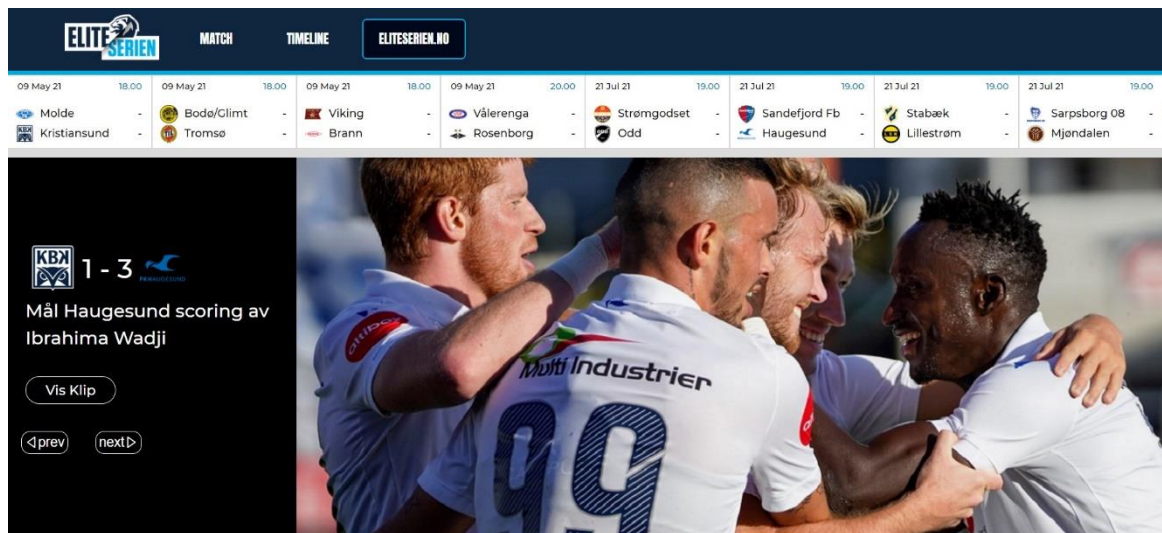 ELITE
SERIEN
MATCH
TIMELINE
ELITESERIEN.NO
09 May 21 18.00
Molde -
Kristiansund -
09 May 21 18.00
Bodø/Glimt -
Tromsø -
09 May 21 18.00
Viking -
Brann -
09 May 21 20.00
Vålerenga -
Rosenborg -
21 Jul 21 19.00
Strømgodset -
Odd -
21 Jul 21 19.00
Sandefjord Fb -
Haugesund -
21 Jul 21 19.00
Stabæk -
Lillestrøm -
21 Jul 21 19.00
Sarpsborg 08 -
Mjøndalen -
KBK
1 - 3
FKHAUGESUND
Mål Haugesund scoring av
Ibrahima Wadji
Vis Klip
prev
next
altibox
Multi Industrier
99